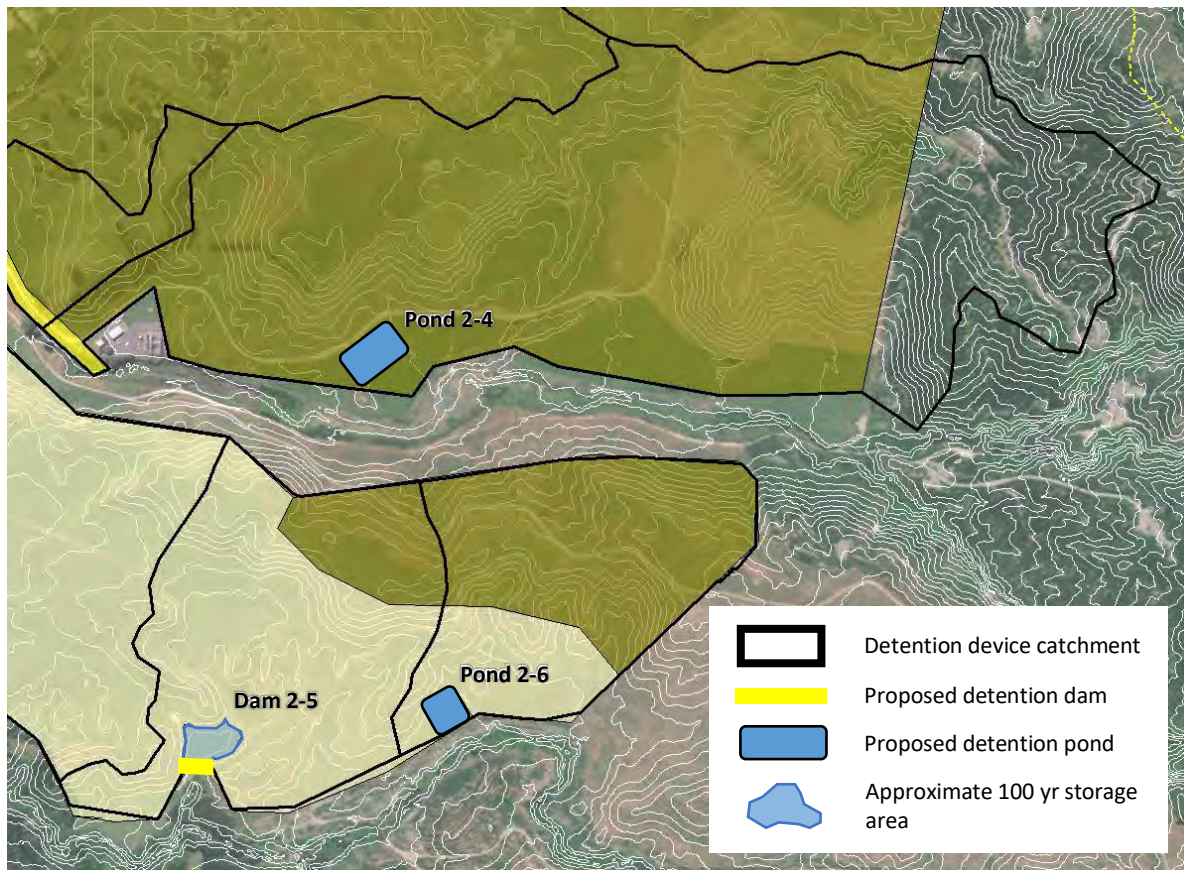 Pond 2-4
Pond 2-6
Dam 2-5
Detention device catchment
Proposed detention dam
Proposed detention pond
Approximate 100 yr storage
area